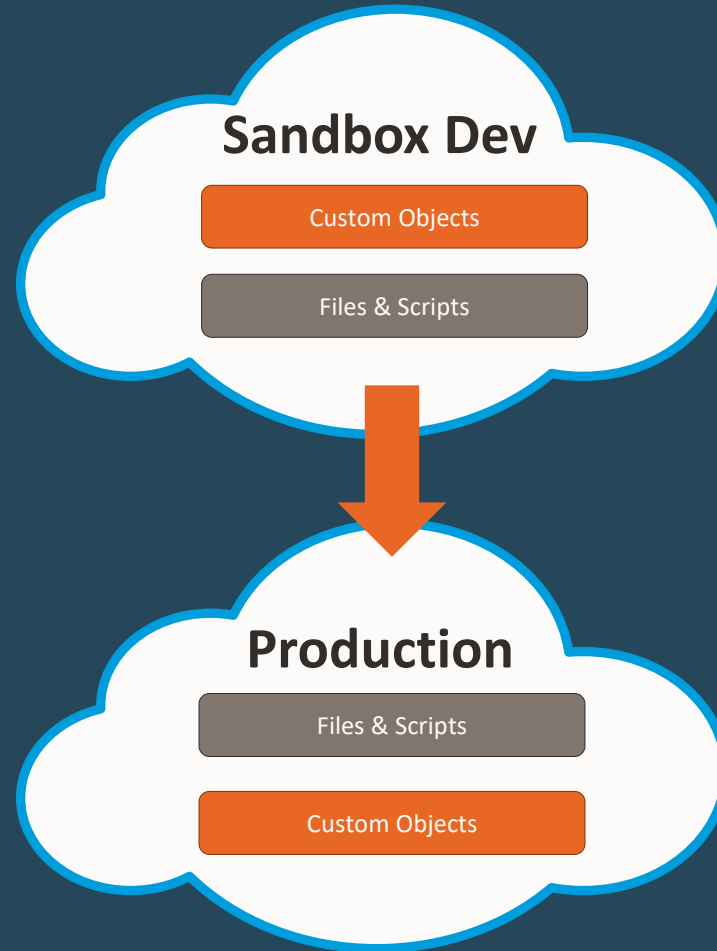 Sandbox Dev
Custom Objects
Files & Scripts
Production
Files & Scripts
Custom Objects